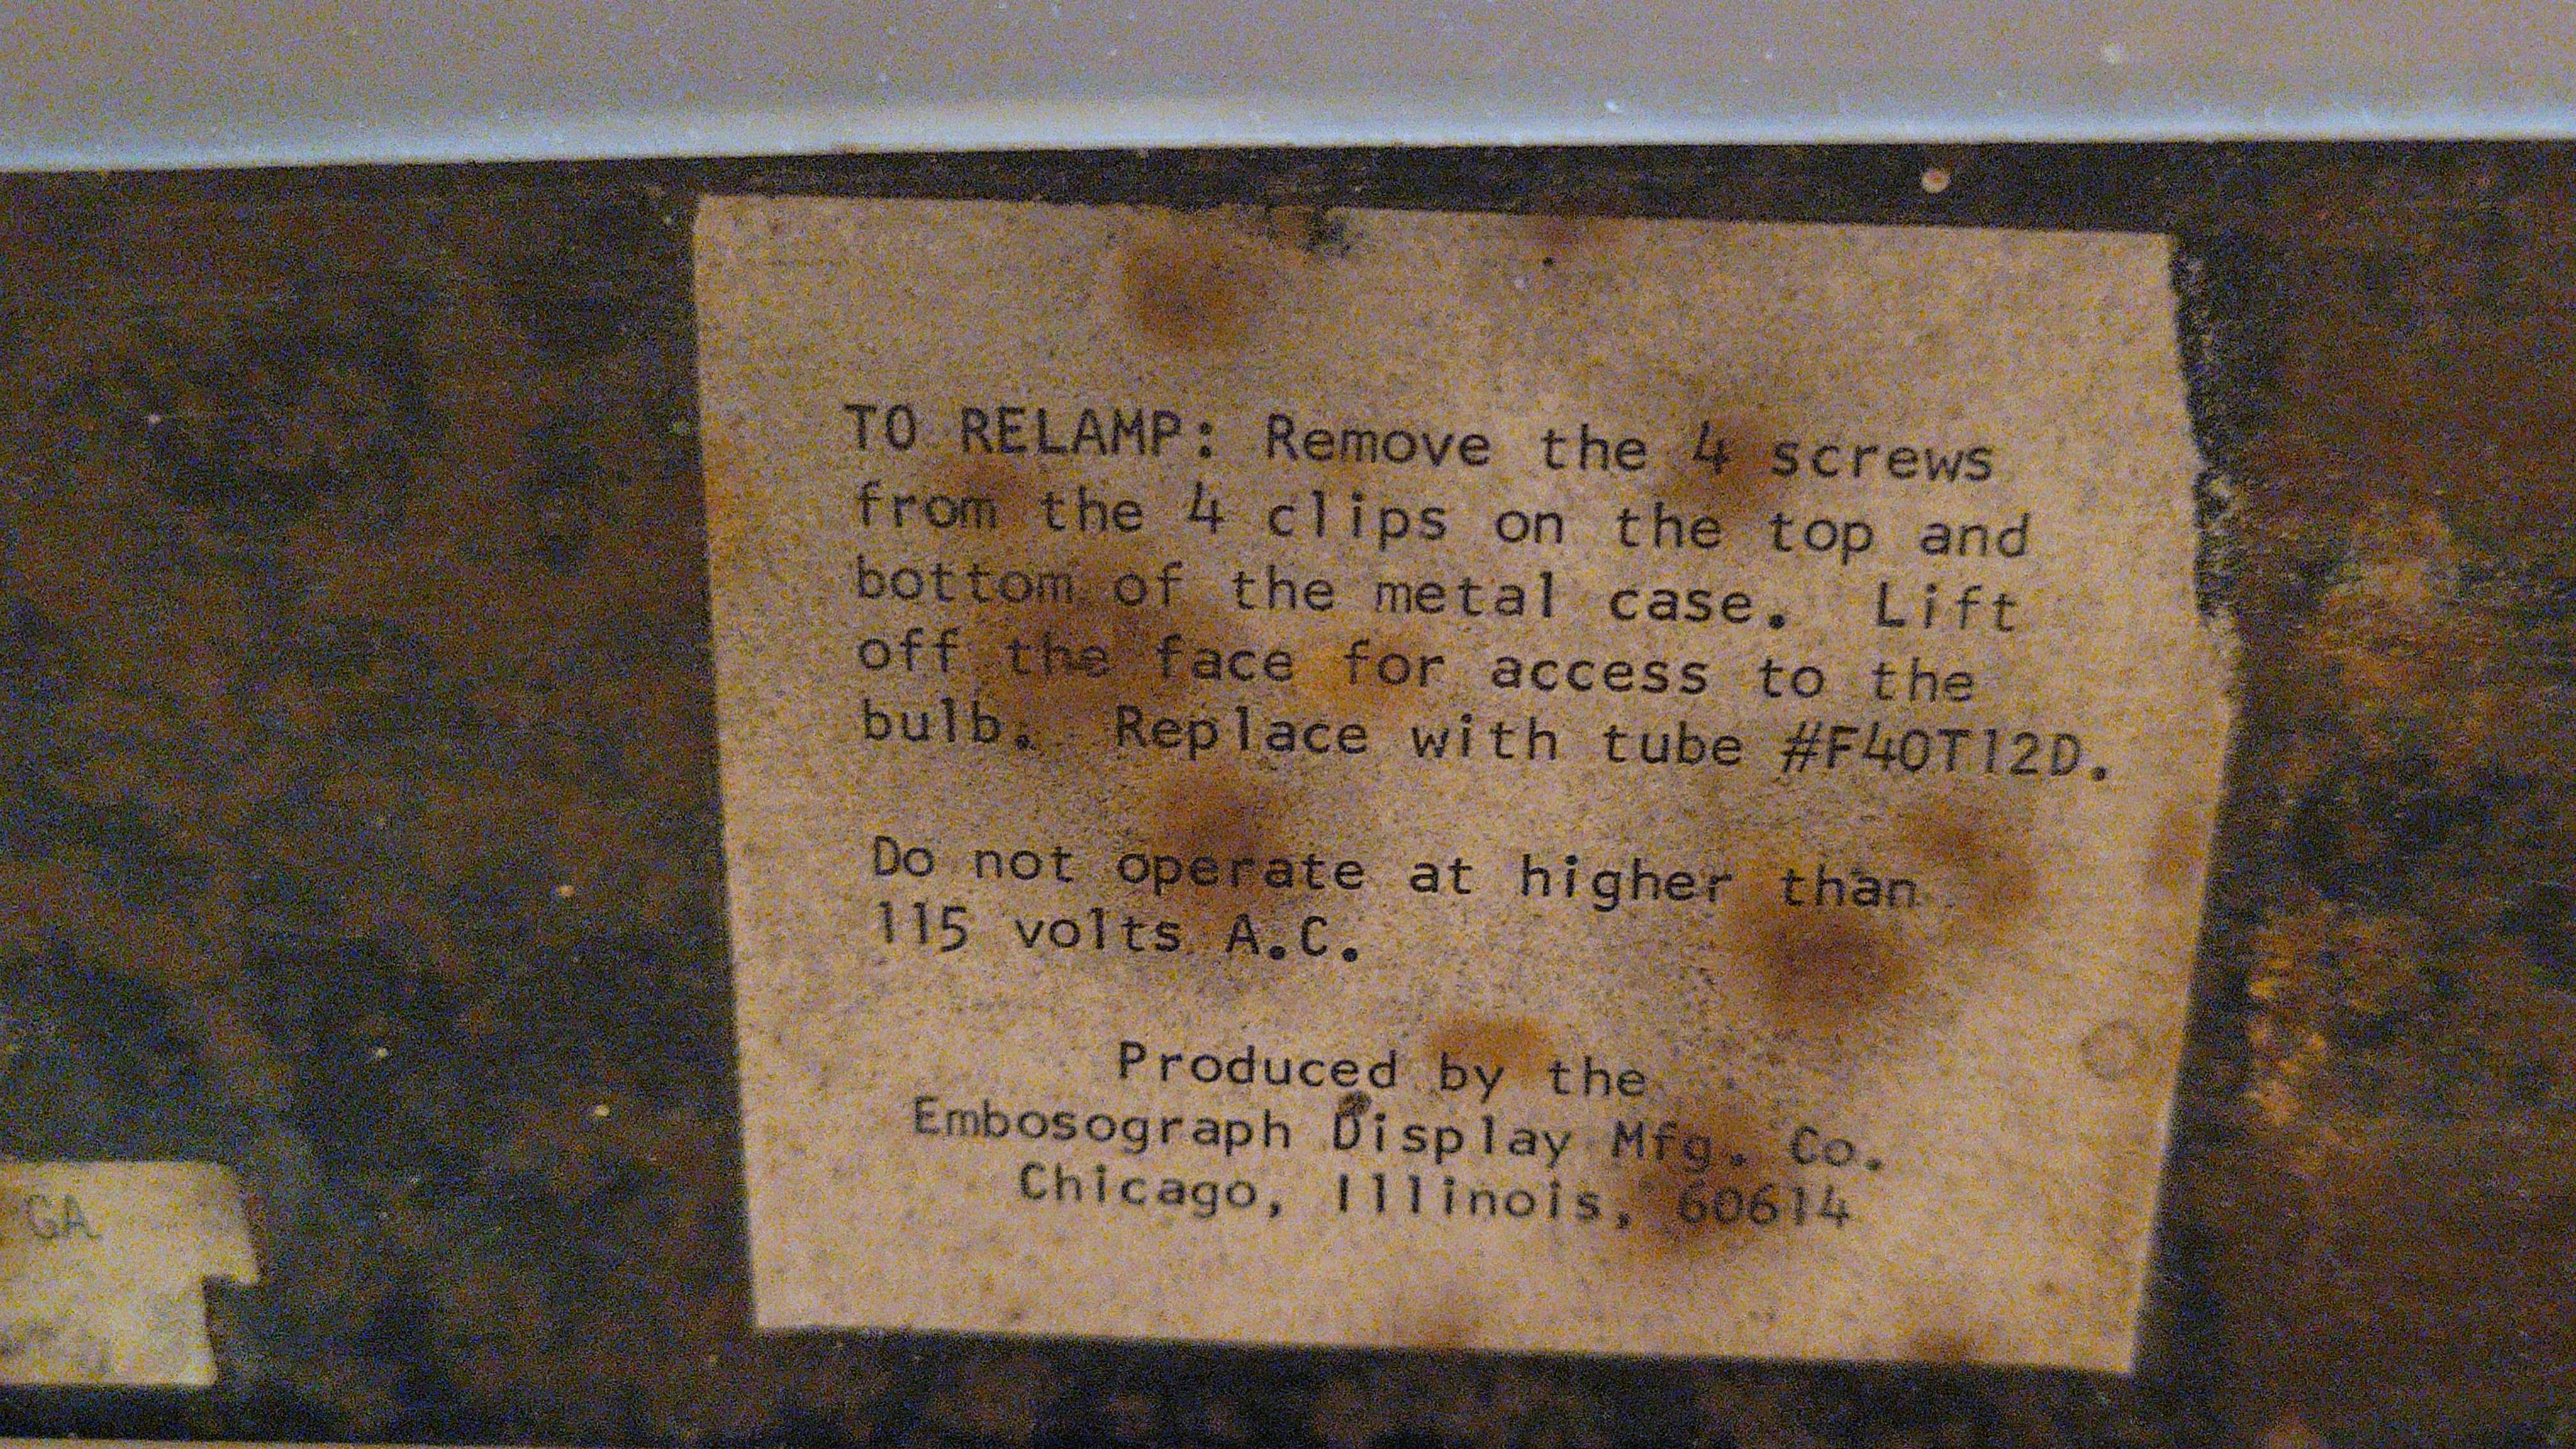 TO RELAMP: Remove the 4 screws
from the 4 clips on the top and
bottom of the metal case.  Lift
off the face for access to the
bulb.  Replace with tube #F40T12D.
Do not operate at higher than
115 volts A.C.
Produced by the
Embosograph Display Mfg. Co.
Chicago, Illinois, 60614
GA